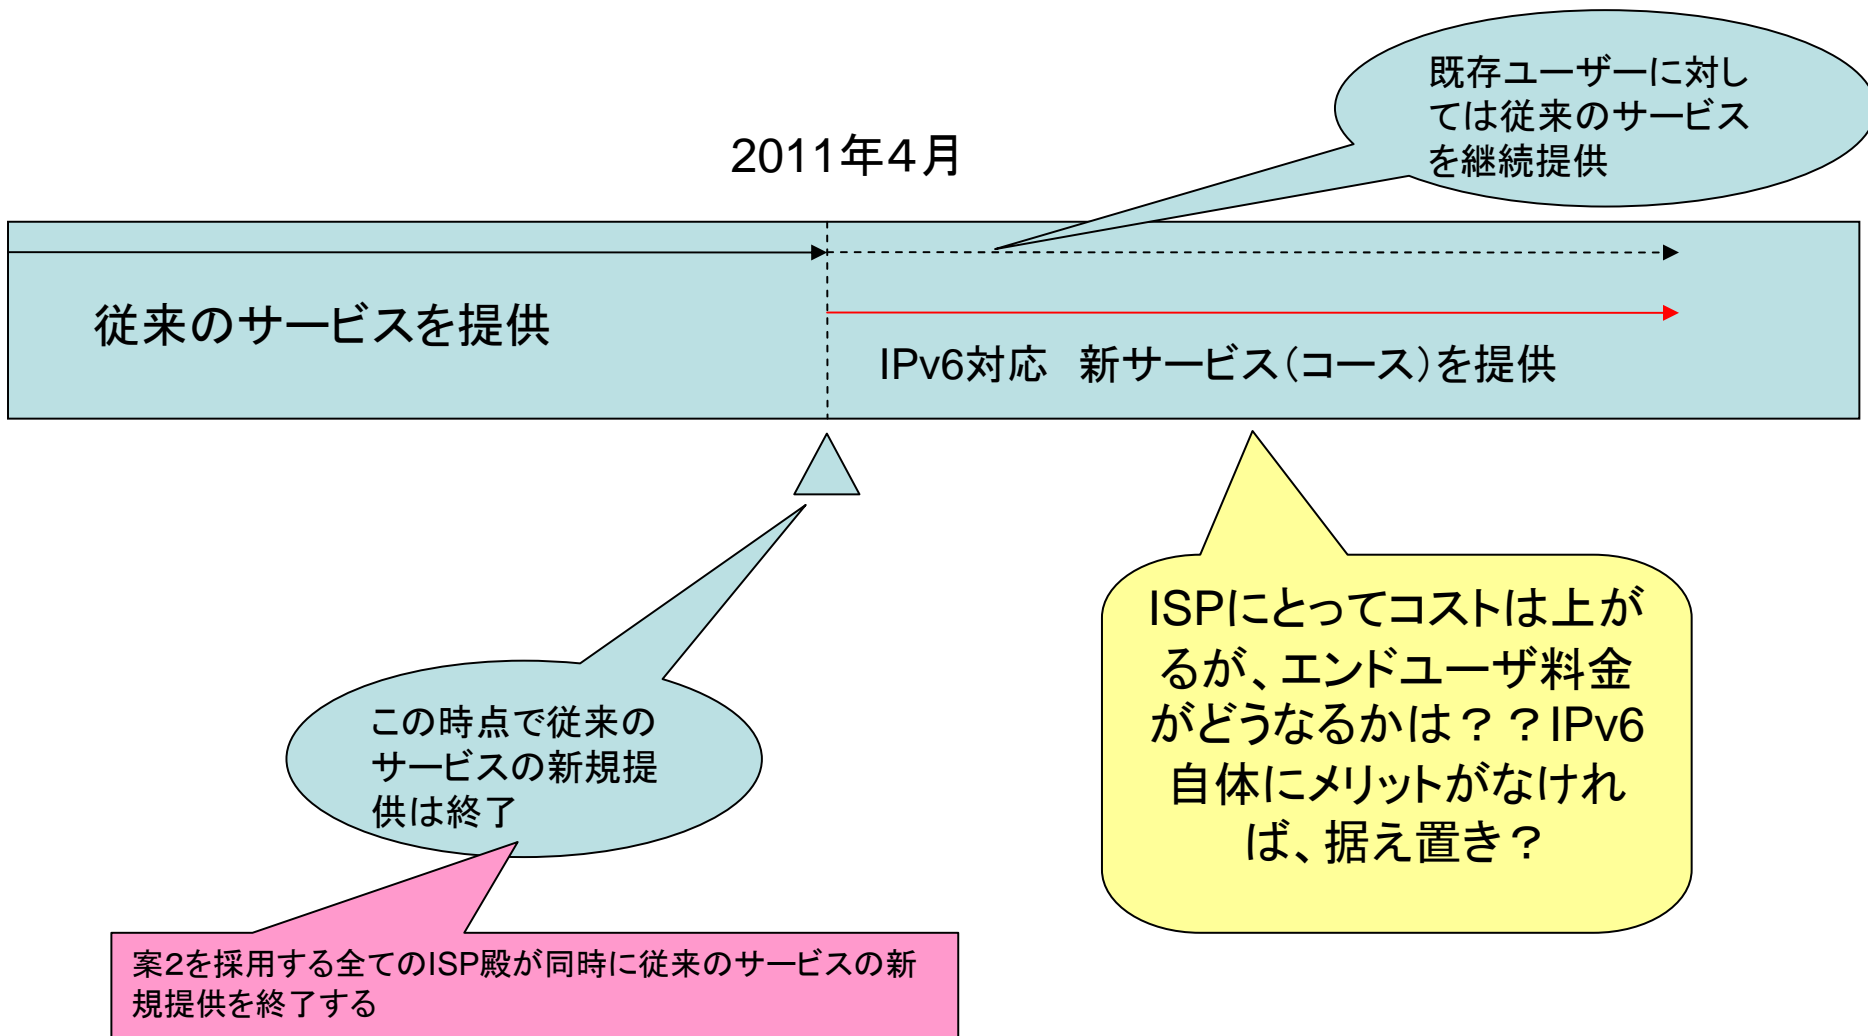 既存ユーザーに対し
ては従来のサービス
を継続提供
2011年４月
従来のサービスを提供
IPv6対応　新サービス（コース）を提供
この時点で従来の
サービスの新規提
供は終了
ISPにとってコストは上が
るが、エンドユーザ料金
がどうなるかは？？IPv6
自体にメリットがなけれ
ば、据え置き？
案2を採用する全てのISP殿が同時に従来のサービスの新
規提供を終了する